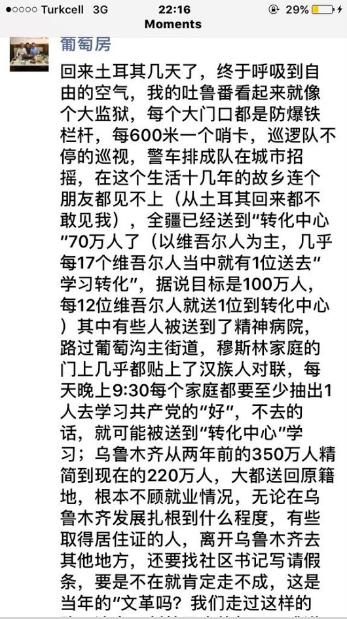 Turkcell 3G 22:16 29%
Moments
葡萄房
回来土耳其几天了，终于呼吸到自
由的空气，我的吐鲁番看起来就像
个大监狱，每个大门口都是防爆铁
栏杆，每600米一个哨卡，巡逻队不
停的巡视，警车排成队在城市招
摇，在这个生活十几年的故乡连个
朋友都见不上（从土耳其回来都不
敢见我），全疆已经送到“转化中心
”70万人了（以维吾尔人为主，几乎
每17个维吾尔人当中就有1位送去“
学习转化”，据说目标是100万人，
每12位维吾尔人就送1位到转化中心
）其中有些人被送到了精神病院，
路过葡萄沟主街道，穆斯林家庭的
门上几乎都贴上了汉族人对联，每
天晚上9:30每个家庭都要至少抽出1
人去学习共产党的“好”，不去的
话，就可能被送到“转化中心”学
习；乌鲁木齐从两年前的350万人精
简到现在的220万人，大都送回原籍
地，根本不顾就业情况，无论在乌
鲁木齐发展扎根到什么程度，有些
取得居住证的人，离开乌鲁木齐去
其他地方，还要找社区书记写请假
条，要是不在就肯定走不成，这是
当年的“文革吗？我们走过这样的